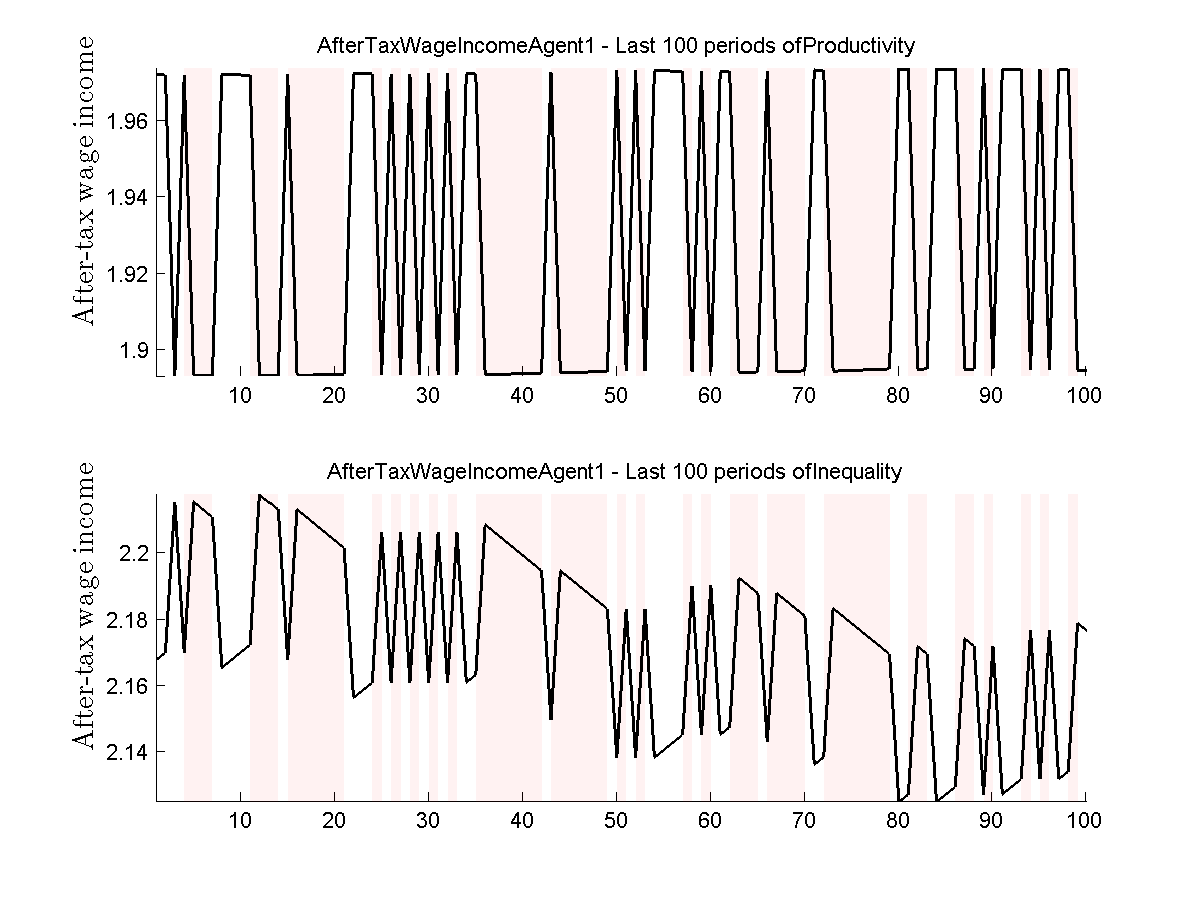 AfterTaxWageIncomeAgent1 - Last 100 periods ofProductivity
After-tax wage income
1.96
1.94
1.92
1.9
10 20 30 40 50 60 70 80 90 100
AfterTaxWageIncomeAgent1 - Last 100 periods ofInequality
After-tax wage income
2.2
2.18
2.16
2.14
10 20 30 40 50 60 70 80 90 100